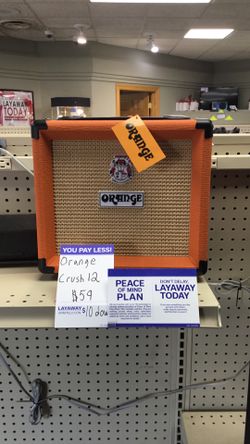 LAYAWAY
TODAY
ORANGE
ORANGE
YOU PAY LESS!
Orange
Crush 12
$59
LAYAWAY $10 down
PEACE
OF MIND
PLAN
DON'T DELAY,
LAYAWAY
TODAY